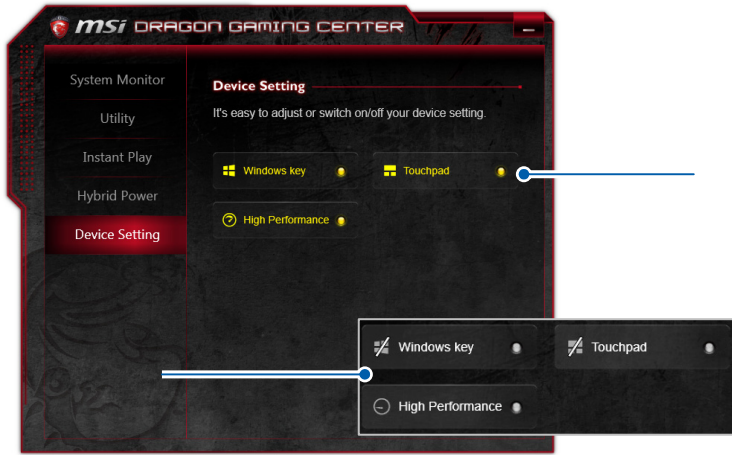 msi DRAGON GAMING CENTER
System Monitor
Utility
Instant Play
Hybrid Power
Device Setting
Device Setting
It's easy to adjust or switch on/off your device setting.
Windows key
Touchpad
High Performance
Windows key
Touchpad
High Performance